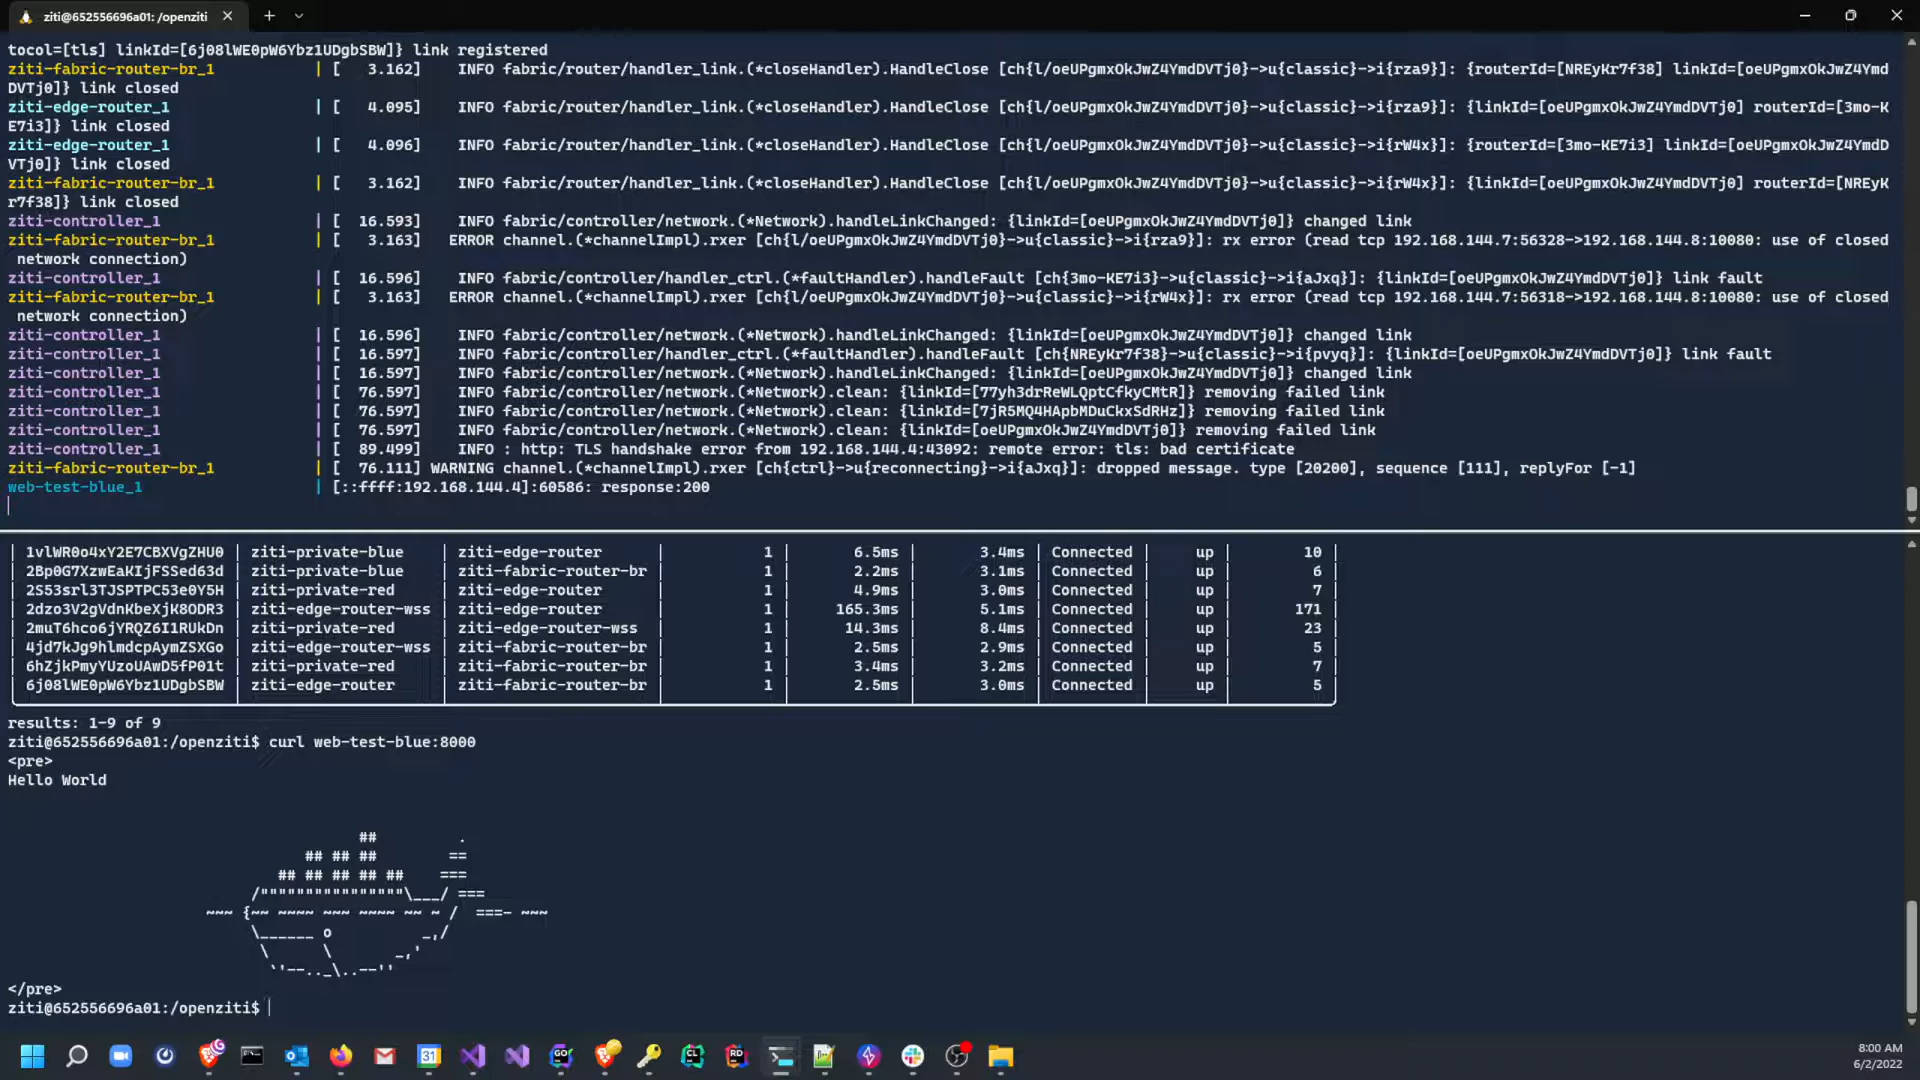 ziti@652556696a01: /openziti
tocol=[tls] linkId=[6j08lWE0pW6Ybz1UDgbSBW]} link registered
ziti-fabric-router-br_1 | [ 3.162] INFO fabric/router/handler_link.(*closeHandler).HandleClose [ch{l/oeUPgmxOkJwZ4YmdDVTj0}->u{classic}->i{rza9}]: {routerId=[NREyKr7f38] linkId=[oeUPgmxOkJwZ4Ymd
DVTj0]} link closed
ziti-edge-router_1 | [ 4.095] INFO fabric/router/handler_link.(*closeHandler).HandleClose [ch{l/oeUPgmxOkJwZ4YmdDVTj0}->u{classic}->i{rza9}]: {linkId=[oeUPgmxOkJwZ4YmdDVTj0] routerId=[3mo-K
E7i3]} link closed
ziti-edge-router_1 | [ 4.096] INFO fabric/router/handler_link.(*closeHandler).HandleClose [ch{l/oeUPgmxOkJwZ4YmdDVTj0}->u{classic}->i{rW4x}]: {routerId=[3mo-KE7i3] linkId=[oeUPgmxOkJwZ4YmdD
VTj0]} link closed
ziti-fabric-router-br_1 | [ 3.162] INFO fabric/router/handler_link.(*closeHandler).HandleClose [ch{l/oeUPgmxOkJwZ4YmdDVTj0}->u{classic}->i{rW4x}]: {linkId=[oeUPgmxOkJwZ4YmdDVTj0] routerId=[NREyK
r7f38]} link closed
ziti-controller_1 | [ 16.593] INFO fabric/controller/network.(*Network).handleLinkChanged: {linkId=[oeUPgmxOkJwZ4YmdDVTj0]} changed link
ziti-fabric-router-br_1 | [ 3.163] ERROR channel.(*channelImpl).rxer [ch{l/oeUPgmxOkJwZ4YmdDVTj0}->u{classic}->i{rza9}]: rx error (read tcp 192.168.144.7:56328->192.168.144.8:10080: use of closed
network connection)
ziti-controller_1 | [ 16.596] INFO fabric/controller/handler_ctrl.(*faultHandler).handleFault [ch{3mo-KE7i3}->u{classic}->i{aJxq}]: {linkId=[oeUPgmxOkJwZ4YmdDVTj0]} link fault
ziti-fabric-router-br_1 | [ 3.163] ERROR channel.(*channelImpl).rxer [ch{l/oeUPgmxOkJwZ4YmdDVTj0}->u{classic}->i{rW4x}]: rx error (read tcp 192.168.144.7:56318->192.168.144.8:10080: use of closed
network connection)
ziti-controller_1 | [ 16.596] INFO fabric/controller/network.(*Network).handleLinkChanged: {linkId=[oeUPgmxOkJwZ4YmdDVTj0]} changed link
ziti-controller_1 | [ 16.597] INFO fabric/controller/handler_ctrl.(*faultHandler).handleFault [ch{NREyKr7f38}->u{classic}->i{pvyq}]: {linkId=[oeUPgmxOkJwZ4YmdDVTj0]} link fault
ziti-controller_1 | [ 16.597] INFO fabric/controller/network.(*Network).handleLinkChanged: {linkId=[oeUPgmxOkJwZ4YmdDVTj0]} changed link
ziti-controller_1 | [ 76.597] INFO fabric/controller/network.(*Network).clean: {linkId=[77yh3drReWLQptCfkyCMtR]} removing failed link
ziti-controller_1 | [ 76.597] INFO fabric/controller/network.(*Network).clean: {linkId=[7jR5MQ4HApbMDuCkxSdRHz]} removing failed link
ziti-controller_1 | [ 76.597] INFO fabric/controller/network.(*Network).clean: {linkId=[oeUPgmxOkJwZ4YmdDVTj0]} removing failed link
ziti-controller_1 | [ 89.499] INFO : http: TLS handshake error from 192.168.144.4:43092: remote error: tls: bad certificate
ziti-fabric-router-br_1 | [ 76.111] WARNING channel.(*channelImpl).rxer [ch{ctrl}->u{reconnecting}->i{aJxq}]: dropped message. type [20200], sequence [111], replyFor [-1]
web-test-blue_1 | [::ffff:192.168.144.4]:60586: response:200
| 1vlWR0o4xY2E7CBXVgZHU0 | ziti-private-blue | ziti-edge-router | 1 | 6.5ms | 3.4ms | Connected | up | 10 |
| 2Bp0G7XzwEaKIjFSSed63d | ziti-private-blue | ziti-fabric-router-br | 1 | 2.2ms | 3.1ms | Connected | up | 6 |
| 2S53srl3TJSPTPC53e0Y5H | ziti-private-red | ziti-edge-router | 1 | 4.9ms | 3.0ms | Connected | up | 7 |
| 2dzo3V2gVdnKbeXjK8ODR3 | ziti-edge-router-wss | ziti-edge-router | 1 | 165.3ms | 5.1ms | Connected | up | 171 |
| 2muT6hco6jYRQZ6I1RUkDn | ziti-private-red | ziti-edge-router-wss | 1 | 14.3ms | 8.4ms | Connected | up | 23 |
| 4jd7kJg9hlmdcpAymZSXGo | ziti-edge-router-wss | ziti-fabric-router-br | 1 | 2.5ms | 2.9ms | Connected | up | 5 |
| 6hZjkPmyYUzoUAwD5fP01t | ziti-private-red | ziti-fabric-router-br | 1 | 3.4ms | 3.2ms | Connected | up | 7 |
| 6j08lWE0pW6Ybz1UDgbSBW | ziti-edge-router | ziti-fabric-router-br | 1 | 2.5ms | 3.0ms | Connected | up | 5 |
results: 1-9 of 9
ziti@652556696a01:/openziti$ curl web-test-blue:8000
<pre>
Hello World
## .
## ## ## ==
## ## ## ## ## ===
/""""""""""""""""\___/ ===
~~~ {~~ ~~~~ ~~~ ~~~~ ~~ ~ / ===- ~~~
\______ o _,/
\ \ _,'
`'--.._\..--''
</pre>
ziti@652556696a01:/openziti$
8:00 AM
6/2/2022